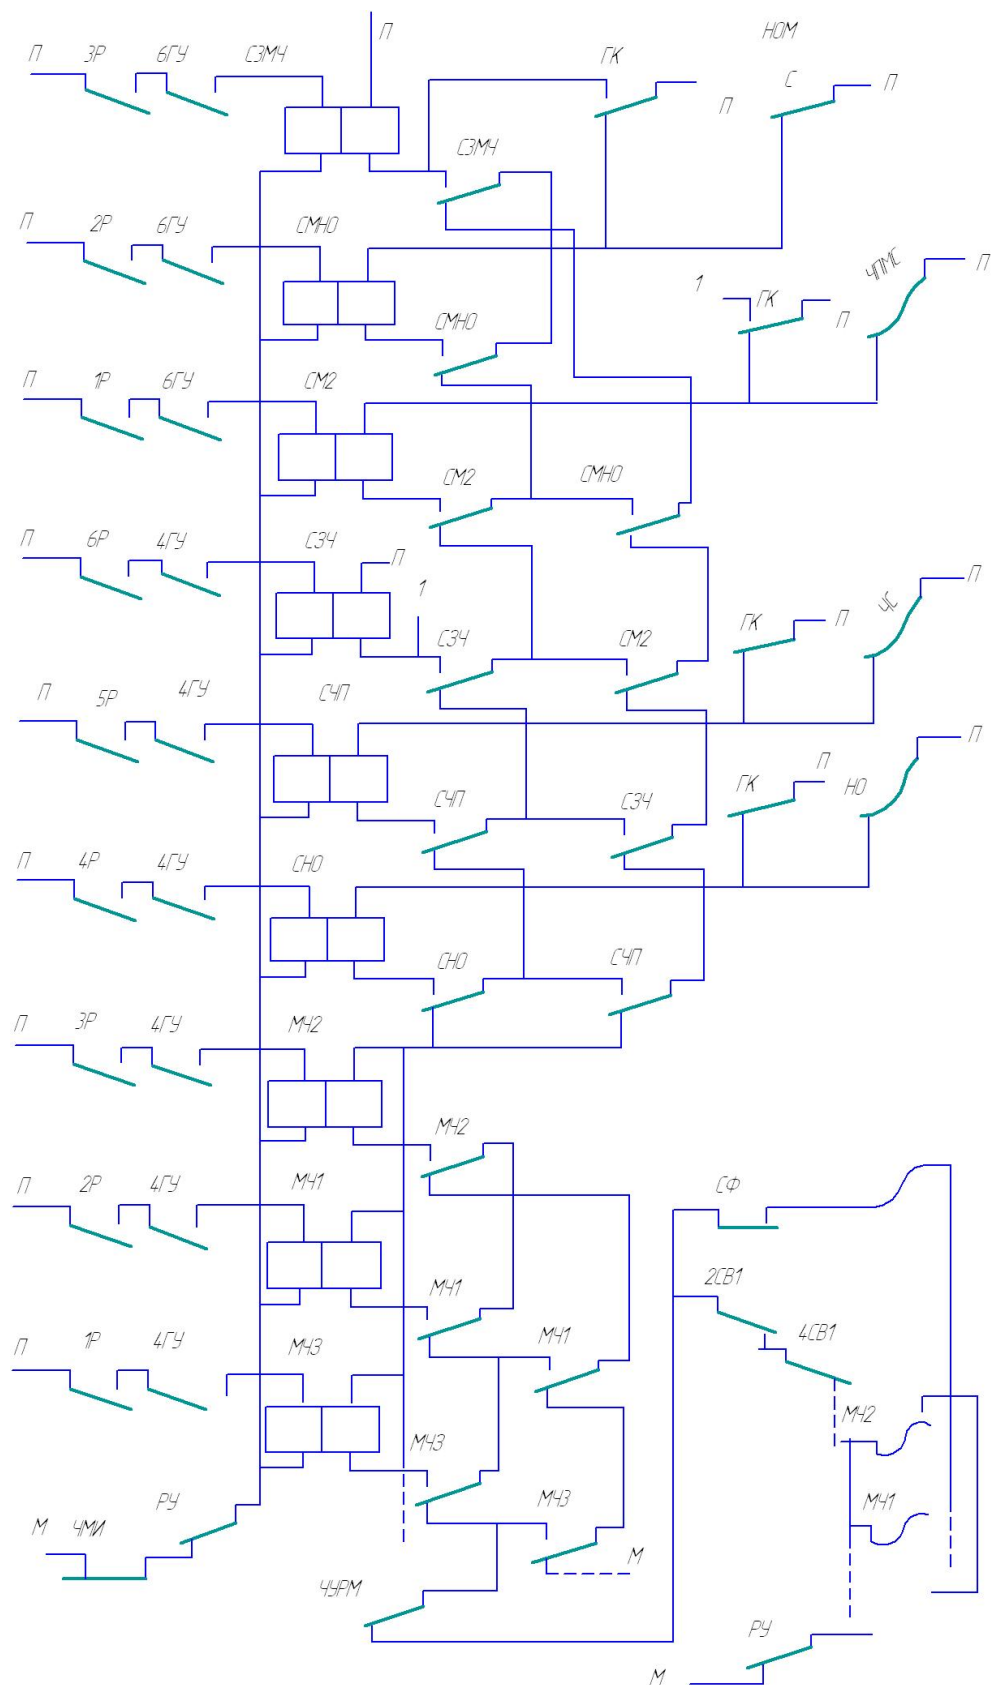 П 3Р 6ГУ СЗМЧ П ГК НОМ
П С П
СЗМЧ
П 2Р 6ГУ СМНО
ЧПМС П
1 ГК П
СМНО
П 1Р 6ГУ СМ2
СМ2 СМНО
П 6Р 4ГУ СЗЧ П
1 ГК П ЧС П
СЗЧ СМ2
П 5Р 4ГУ СЧП
П
ГК П НО
СЧП СЗЧ
П 4Р 4ГУ СНО
СНО СЧП
П 3Р 4ГУ МЧ2
МЧ2
П 2Р 4ГУ МЧ1
СФ
МЧ1 2СВ1
4СВ1
П 1Р 4ГУ МЧ3 МЧ1
МЧ2
МЧ3
РУ МЧ3 МЧ1
М ЧМИ
М
ЧУРМ
РУ
М